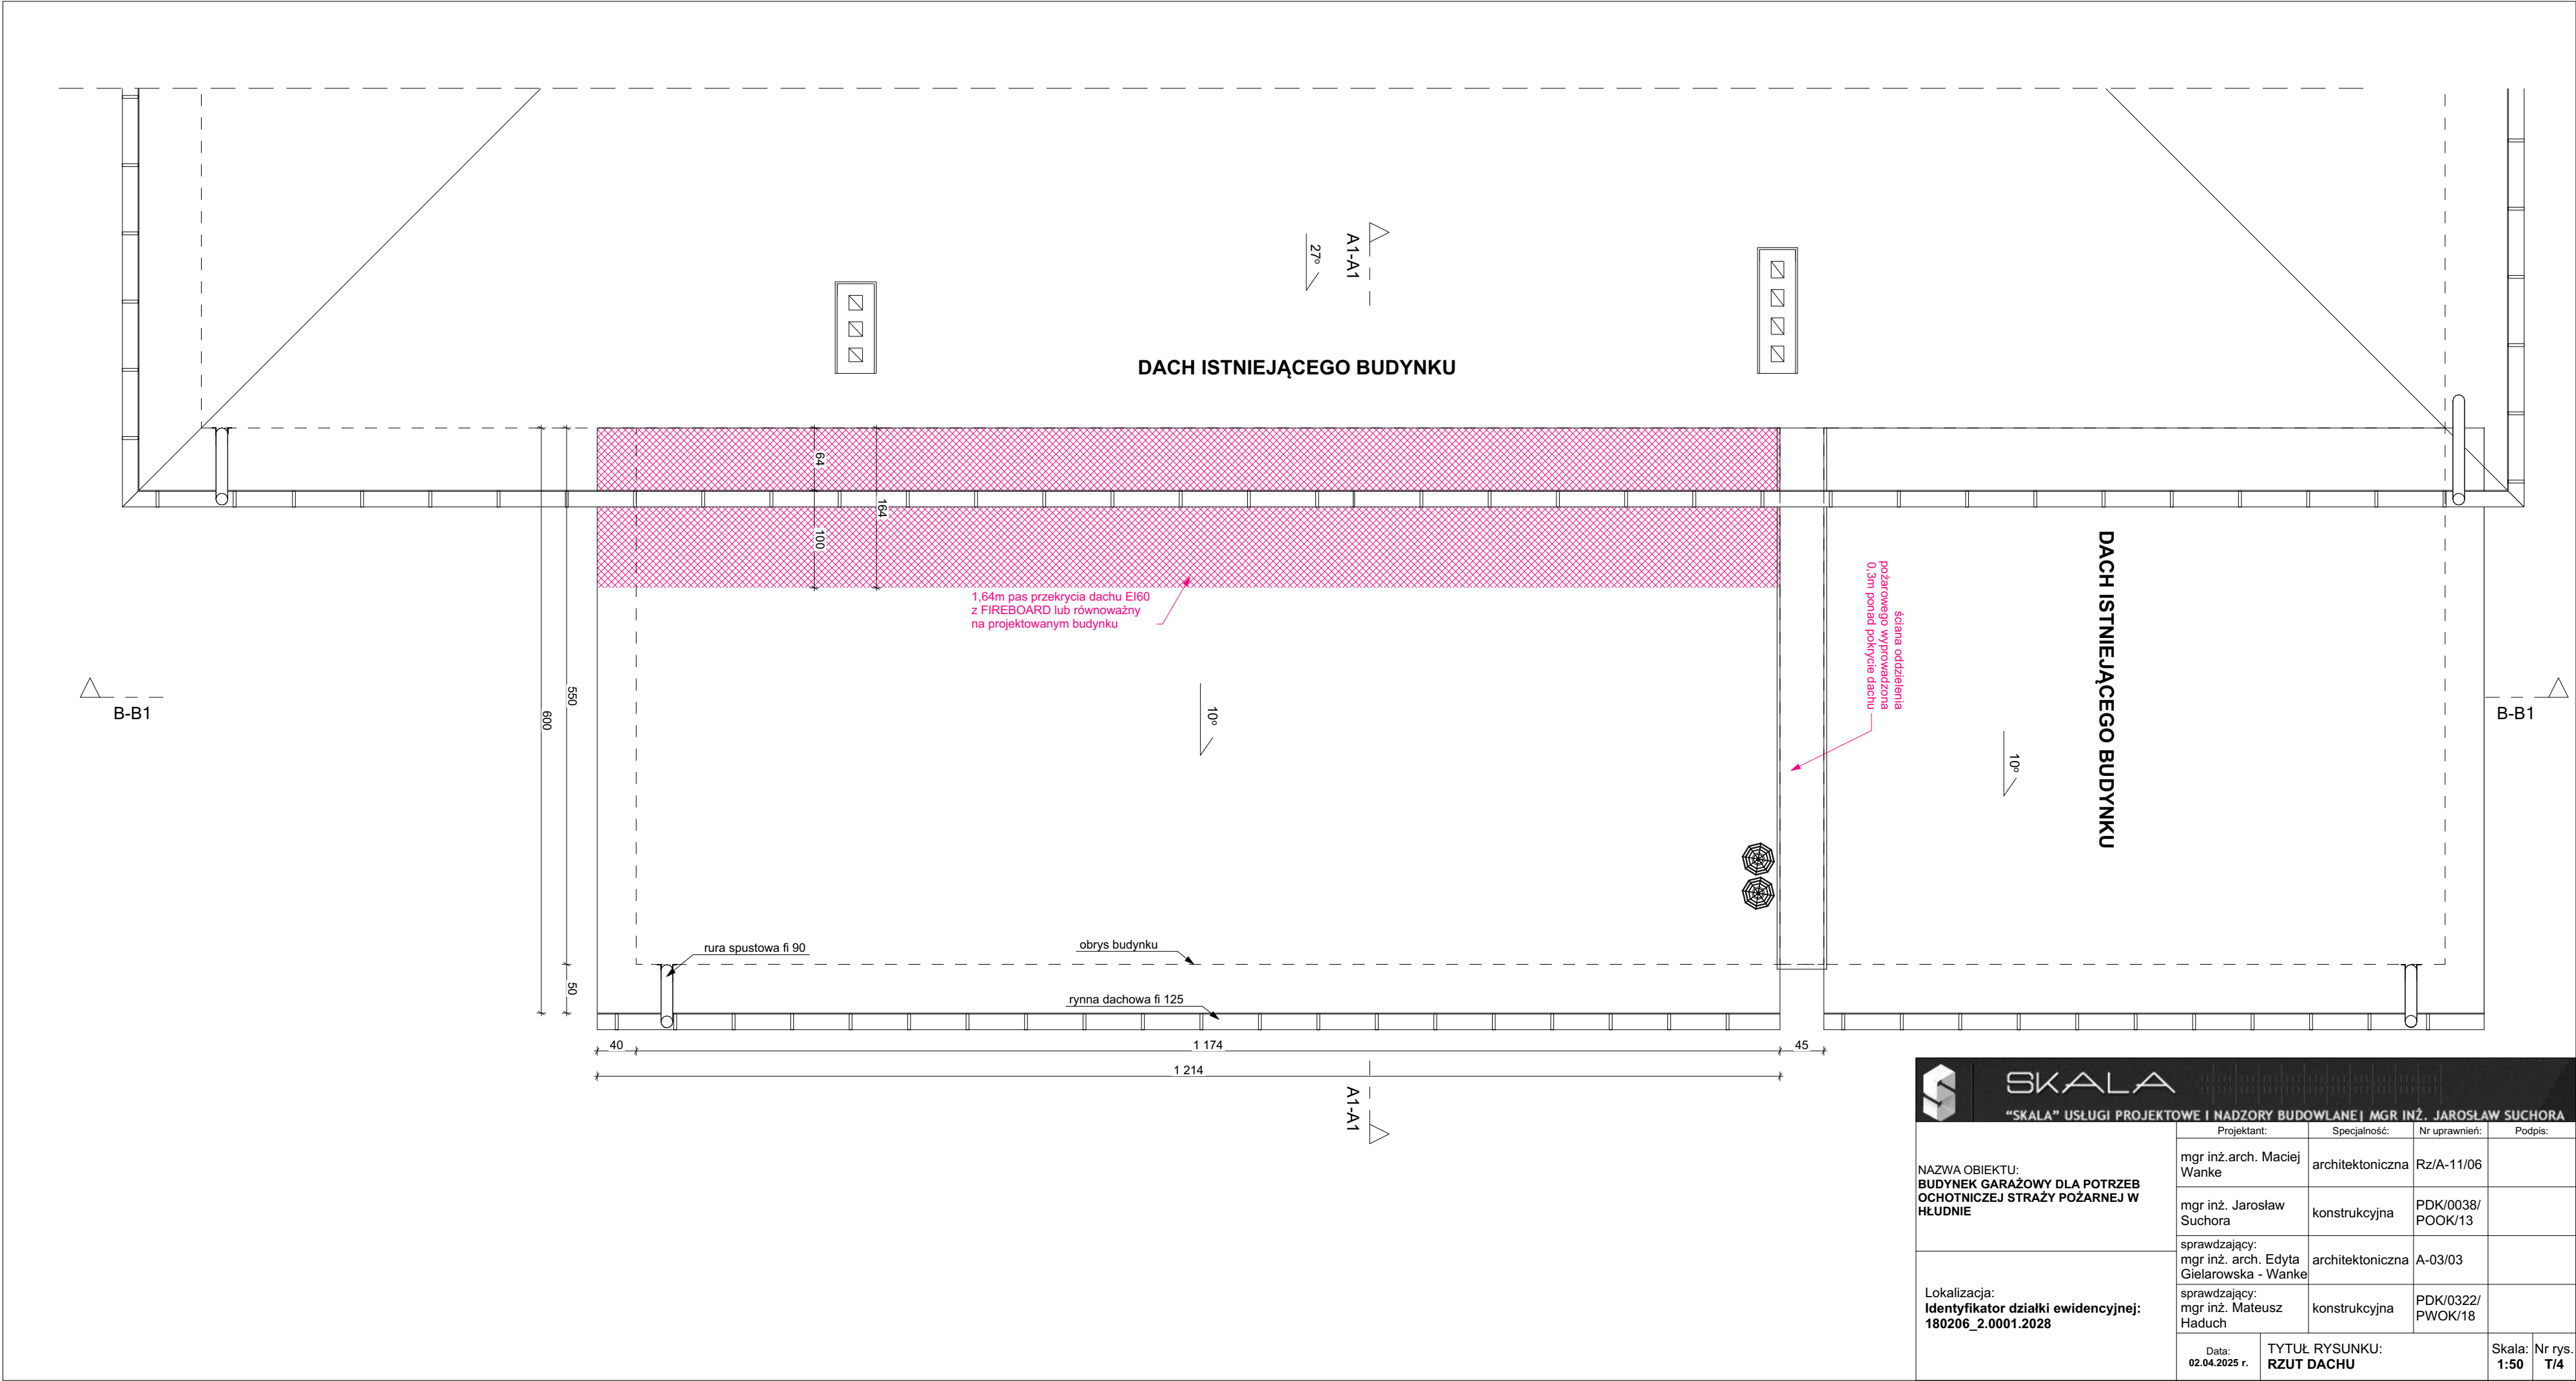 A1-A1
27º
DACH ISTNIEJĄCEGO BUDYNKU
64
164
100
1,64m pas przekrycia dachu EI60
z FIREBOARD lub równoważny
na projektowanym budynku
ściana oddzielenia
pożarowego wyprowadzona
0,3m ponad pokrycie dachu
DACH ISTNIEJĄCEGO BUDYNKU
B-B1
B-B1
550
600
10º
10º
rura spustowa fi 90
obrys budynku
50
rynna dachowa fi 125
40
1 174
45
1 214
A1-A1
SKALA
“SKALA” USŁUGI PROJEKTOWE I NADZORY BUDOWLANE| MGR INŻ. JAROSŁAW SUCHORA
Projektant:
Specjalność:
Nr uprawnień:
Podpis:
NAZWA OBIEKTU:
BUDYNEK GARAŻOWY DLA POTRZEB
OCHOTNICZEJ STRAŻY POŻARNEJ W
HŁUDNIE
mgr inż.arch. Maciej
Wanke
architektoniczna
Rz/A-11/06
mgr inż. Jarosław
Suchora
konstrukcyjna
PDK/0038/
POOK/13
sprawdzający:
mgr inż. arch. Edyta
Gielarowska - Wanke
architektoniczna
A-03/03
Lokalizacja:
Identyfikator działki ewidencyjnej:
180206_2.0001.2028
sprawdzający:
mgr inż. Mateusz
Haduch
konstrukcyjna
PDK/0322/
PWOK/18
Data:
02.04.2025 r.
TYTUŁ RYSUNKU:
RZUT DACHU
Skala:
1:50
Nr rys.
T/4